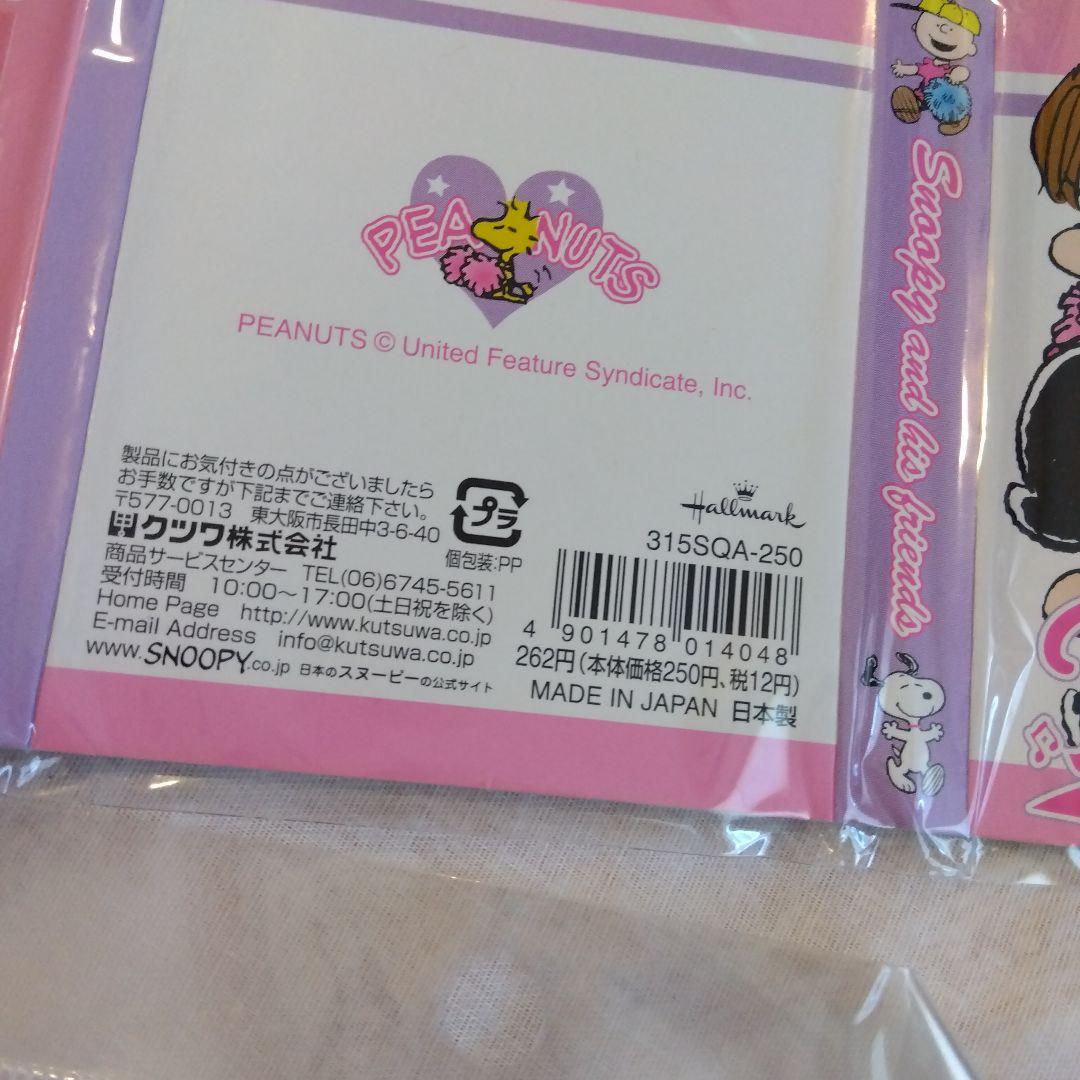 PEANUTS
PEANUTS © United Feature Syndicate, Inc.
製品にお気付きの点がございましたら
お手数ですが下記までご連絡下さい。
〒577-0013 東大阪市長田中3-6-40
クツワ株式会社
商品サービスセンター TEL(06)6745-5611
受付時間 10:00〜17:00(土日祝を除く)
Home Page http://www.kutsuwa.co.jp
E-mail Address info@kutsuwa.co.jp
www.SNOOPY.co.jp 日本のスヌーピーの公式サイト
プラ
個包装:PP
Hallmark
315SQA-250
4 901478 014048
262円(本体価格250円、税12円)
MADE IN JAPAN 日本製
Snoopy and his friends